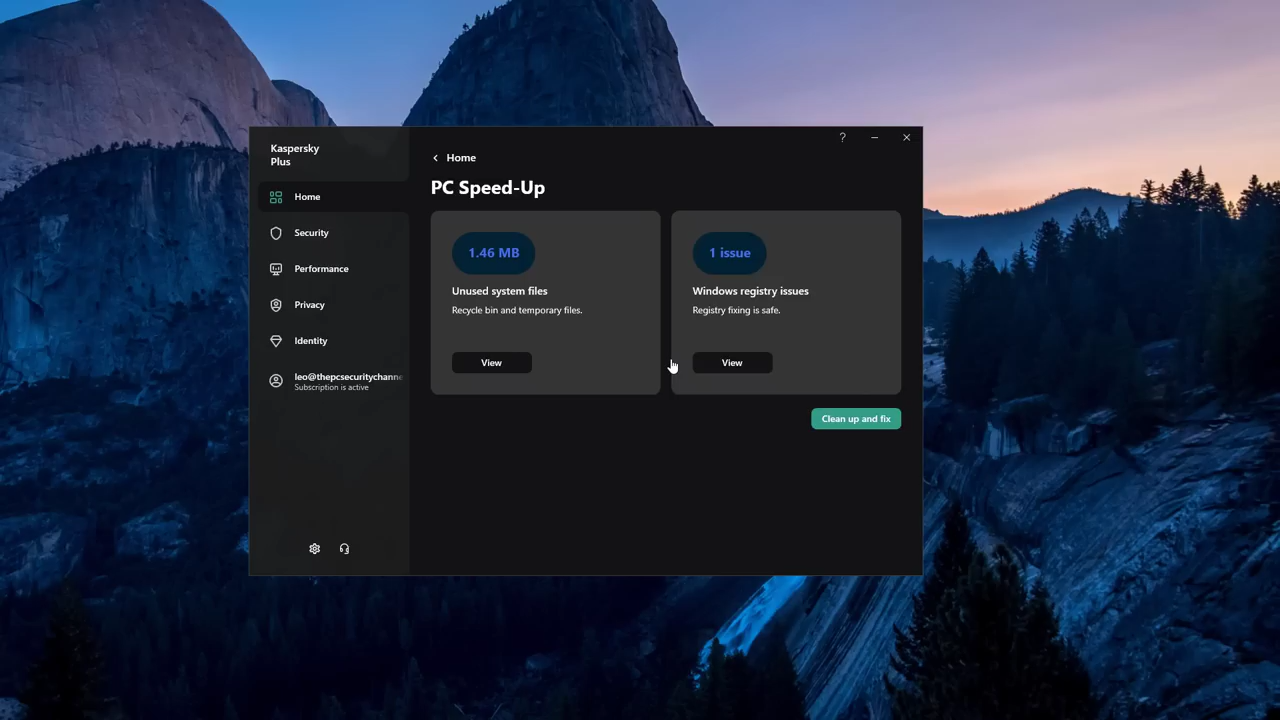 Kaspersky
Plus
Home
Security
Performance
Privacy
Identity
leo@thepcsecuritychanne
Subscription is active
?
Home
PC Speed-Up
1.46 MB
Unused system files
Recycle bin and temporary files.
View
1 issue
Windows registry issues
Registry fixing is safe.
View
Clean up and fix